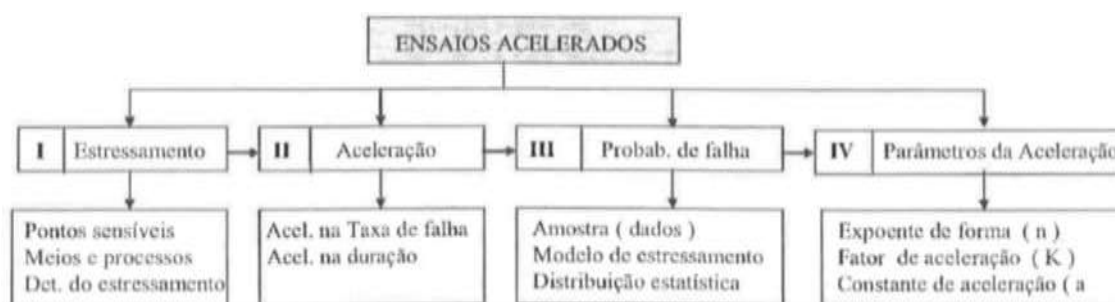 ENSAIOS ACELERADOS
I Estressamento
II Aceleração
III Probab. de falha
IV Parâmetros da Aceleração
Pontos sensíveis
Meios e processos
Det. do estressamento
Acel. na Taxa de falha
Acel. na duração
Amostra ( dados )
Modelo de estressamento
Distribuição estatística
Expoente de forma ( n )
Fator de aceleração ( K )
Constante de aceleração ( a